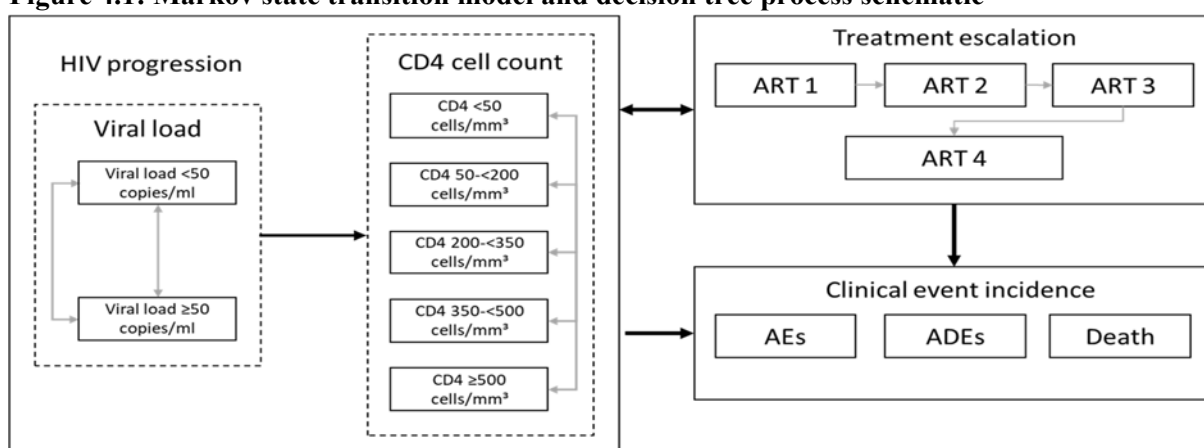 Figure 4.1: Markov state transition model and decision tree process schematic
HIV progression
Viral load
Viral load <50
copies/ml
Viral load ≥50
copies/ml
CD4 cell count
CD4 <50
cells/mm³
CD4 50-<200
cells/mm³
CD4 200-<350
cells/mm³
CD4 350-<500
cells/mm³
CD4 ≥500
cells/mm³
Treatment escalation
ART 1
ART 2
ART 3
ART 4
Clinical event incidence
AEs
ADEs
Death